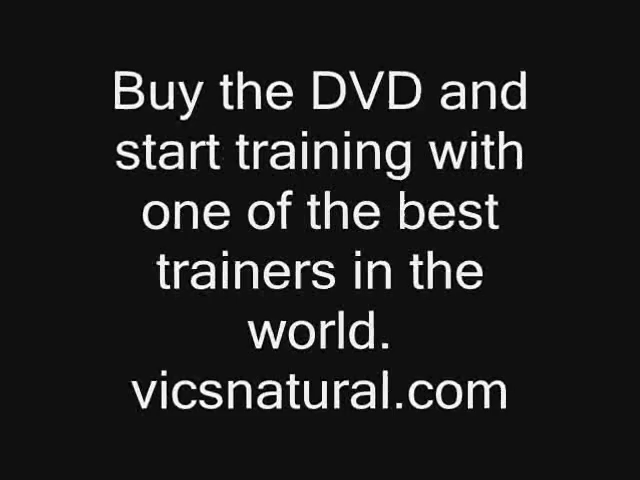 Buy the DVD and
start training with
one of the best
trainers in the
world.
vicsnatural.com